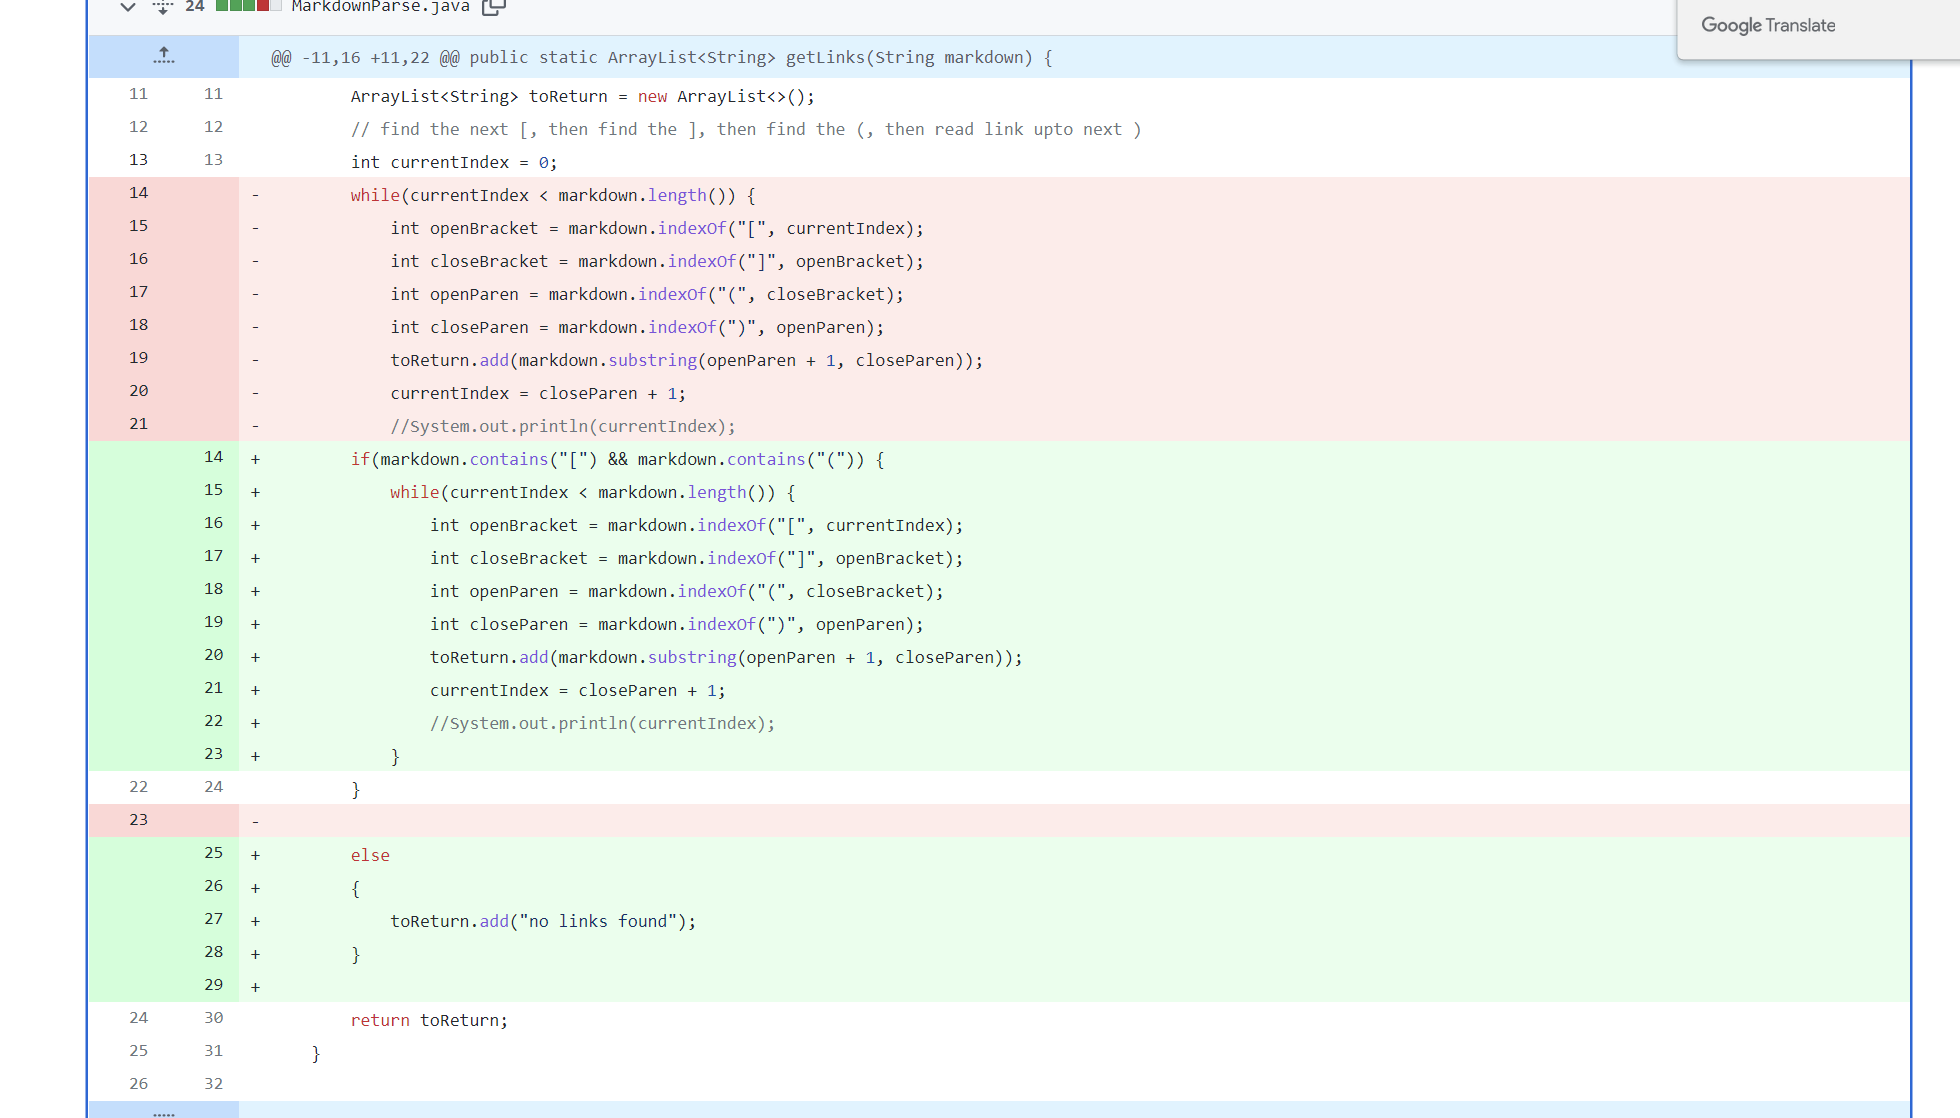 24 MarkdownParse.java
Google Translate
@@ -11,16 +11,22 @@ public static ArrayList<String> getLinks(String markdown) {
11 11 ArrayList<String> toReturn = new ArrayList<>();
12 12 // find the next [, then find the ], then find the (, then read link upto next )
13 13 int currentIndex = 0;
14 - while(currentIndex < markdown.length()) {
15 - int openBracket = markdown.indexOf("[", currentIndex);
16 - int closeBracket = markdown.indexOf("]", openBracket);
17 - int openParen = markdown.indexOf("(", closeBracket);
18 - int closeParen = markdown.indexOf(")", openParen);
19 - toReturn.add(markdown.substring(openParen + 1, closeParen));
20 - currentIndex = closeParen + 1;
21 - //System.out.println(currentIndex);
14 + if(markdown.contains("[") && markdown.contains("(")) {
15 + while(currentIndex < markdown.length()) {
16 + int openBracket = markdown.indexOf("[", currentIndex);
17 + int closeBracket = markdown.indexOf("]", openBracket);
18 + int openParen = markdown.indexOf("(", closeBracket);
19 + int closeParen = markdown.indexOf(")", openParen);
20 + toReturn.add(markdown.substring(openParen + 1, closeParen));
21 + currentIndex = closeParen + 1;
22 + //System.out.println(currentIndex);
23 + }
22 24 }
23 -
25 + else
26 + {
27 + toReturn.add("no links found");
28 + }
29 +
24 30 return toReturn;
25 31 }
26 32